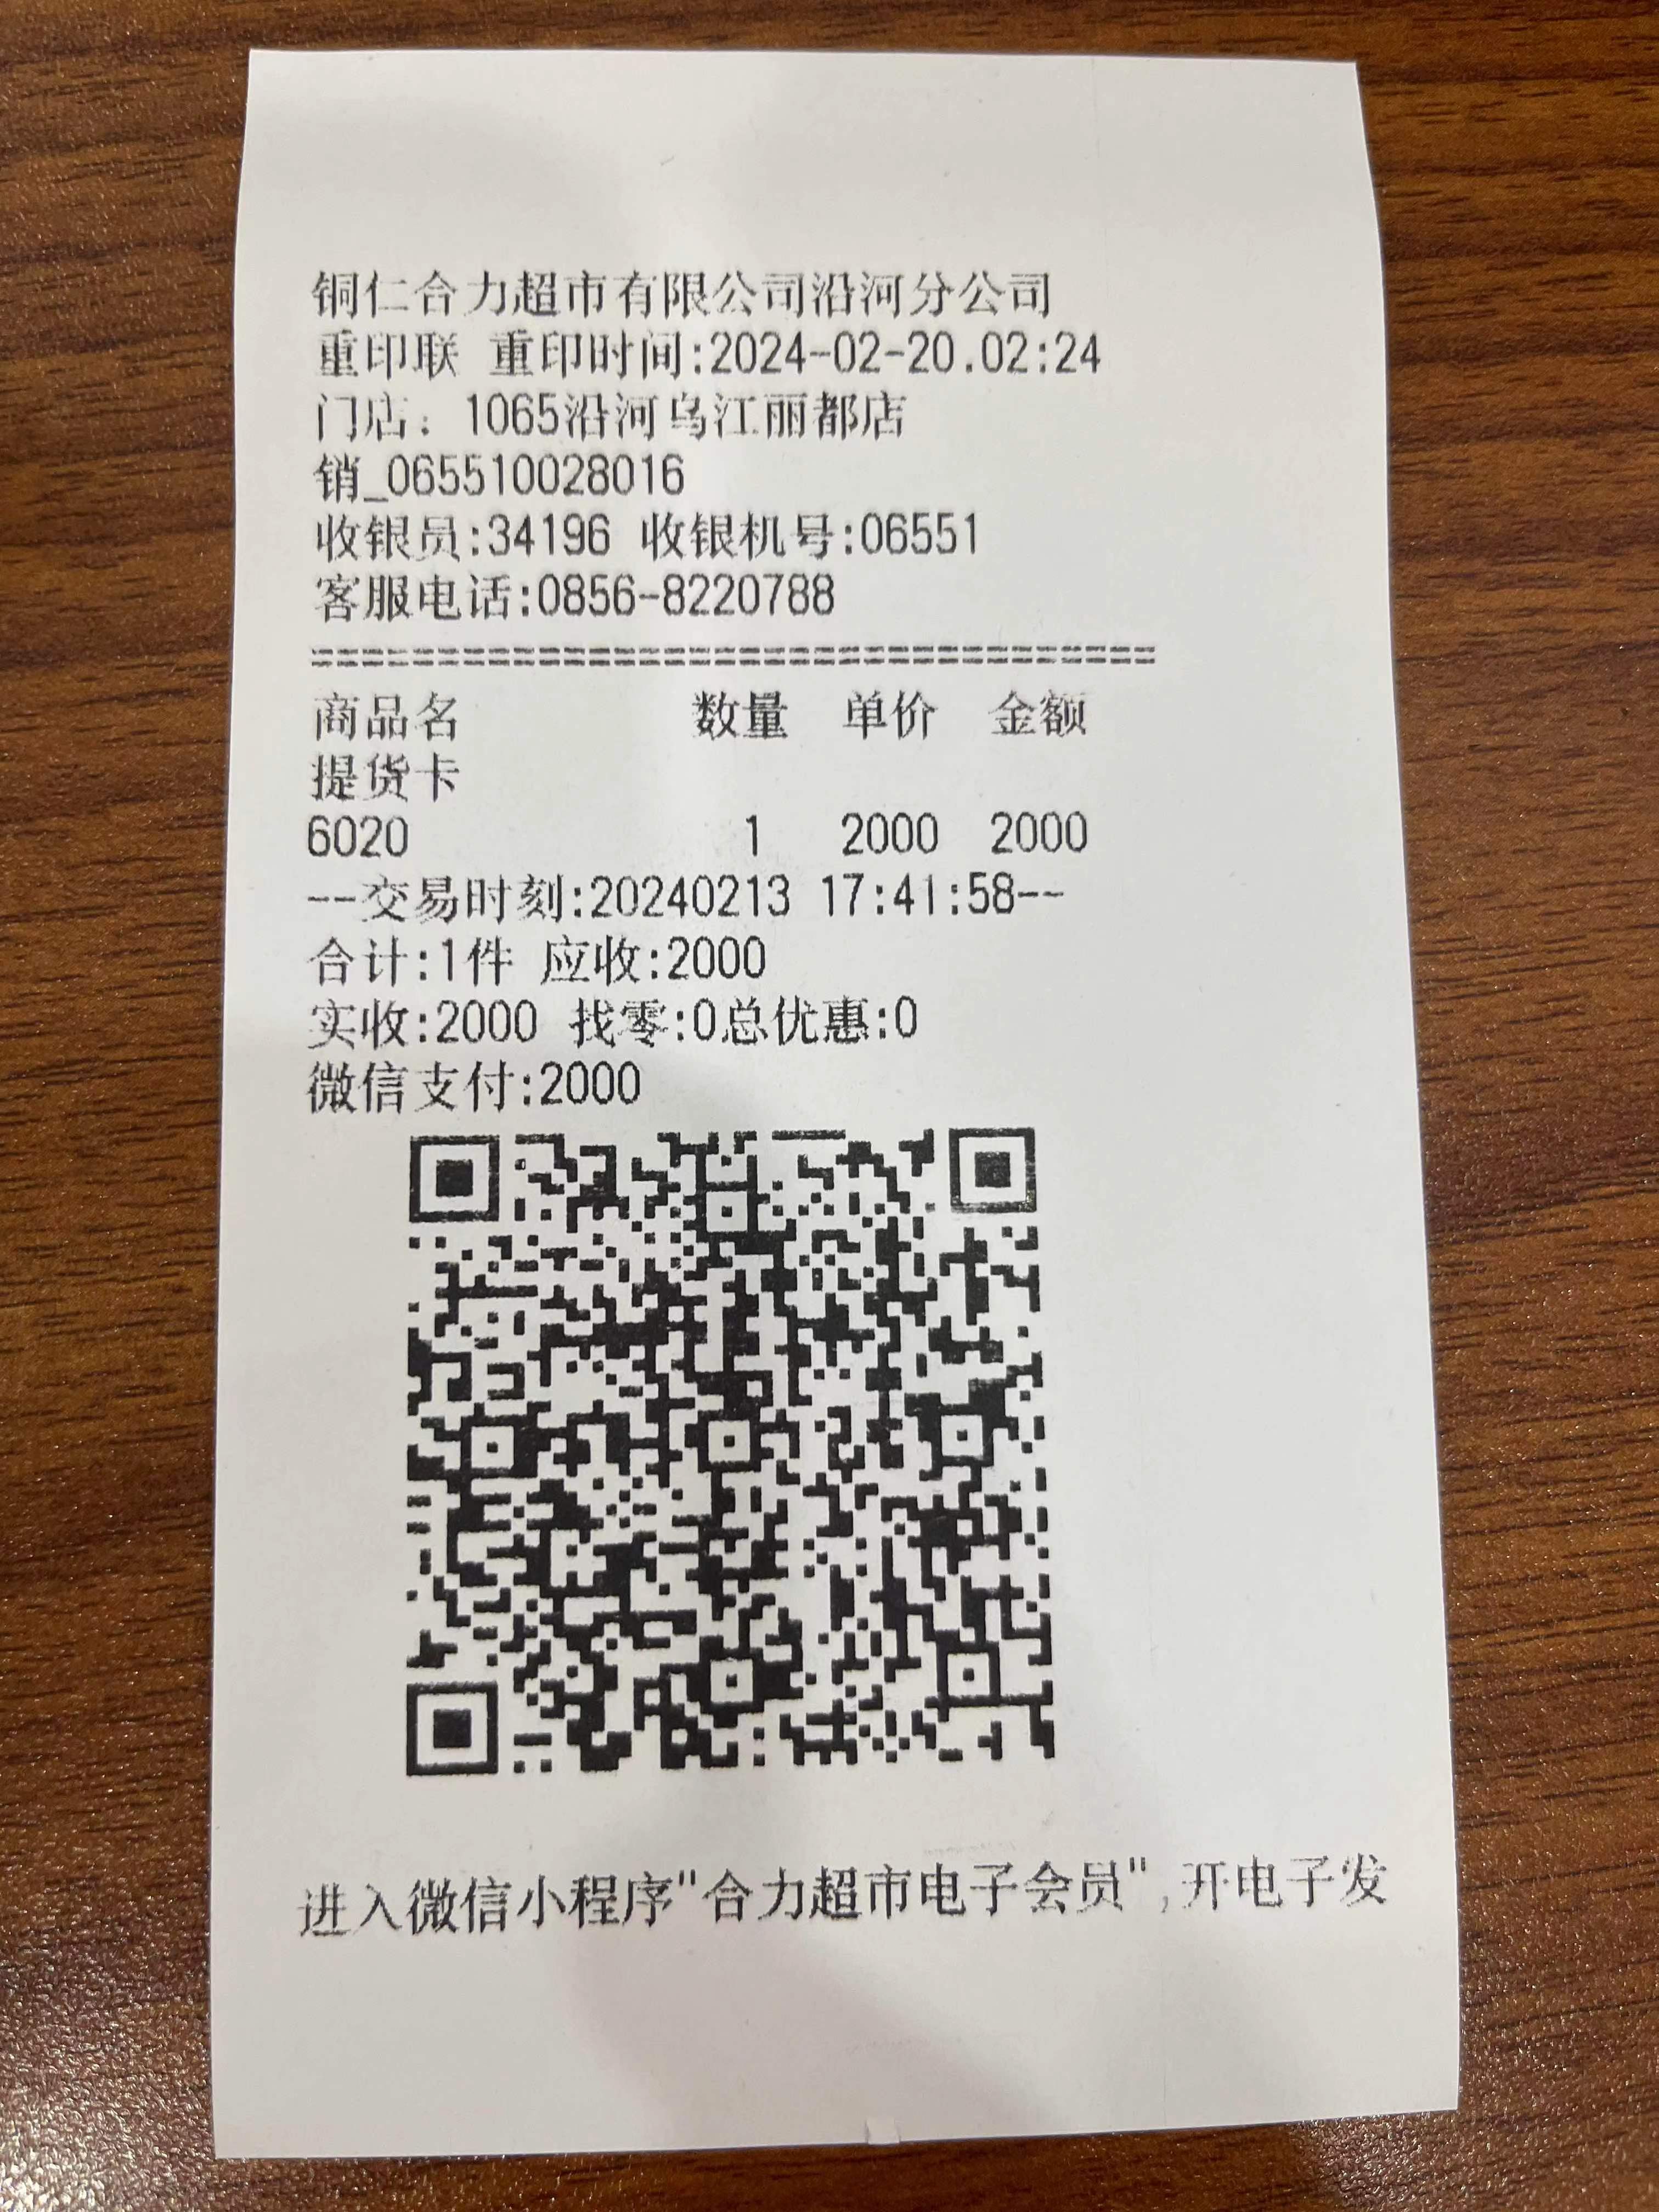 铜仁合力超市有限公司沿河分公司
重印联 重印时间:2024-02-20.02:24
门店：1065沿河乌江丽都店
销_065510028016
收银员:34196 收银机号:06551
客服电话:0856-8220788
==================================
商品名 数量 单价 金额
提货卡
6020 1 2000 2000
--交易时刻:20240213 17:41:58--
合计:1件 应收:2000
实收:2000 找零:0总优惠:0
微信支付:2000
进入微信小程序"合力超市电子会员",开电子发